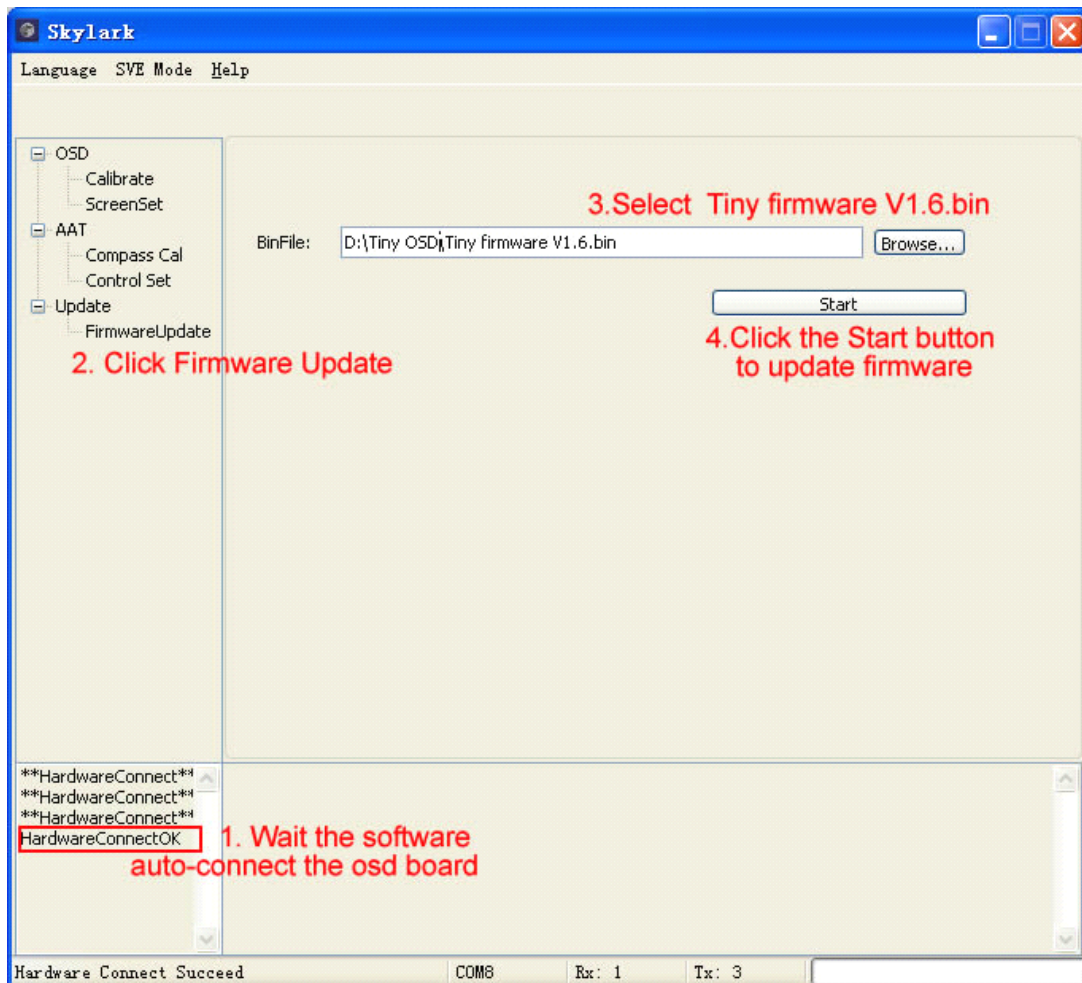 Skylark
Language SVE Mode Help
OSD
Calibrate
ScreenSet
AAT
Compass Cal
Control Set
Update
FirmwareUpdate
2. Click Firmware Update
3.Select Tiny firmware V1.6.bin
BinFile: D:\Tiny OSD\Tiny firmware V1.6.bin Browse...
Start
4.Click the Start button
to update firmware
**HardwareConnect**
**HardwareConnect**
**HardwareConnect**
HardwareConnectOK
1. Wait the software
auto-connect the osd board
Hardware Connect Succeed COM8 Rx: 1 Tx: 3